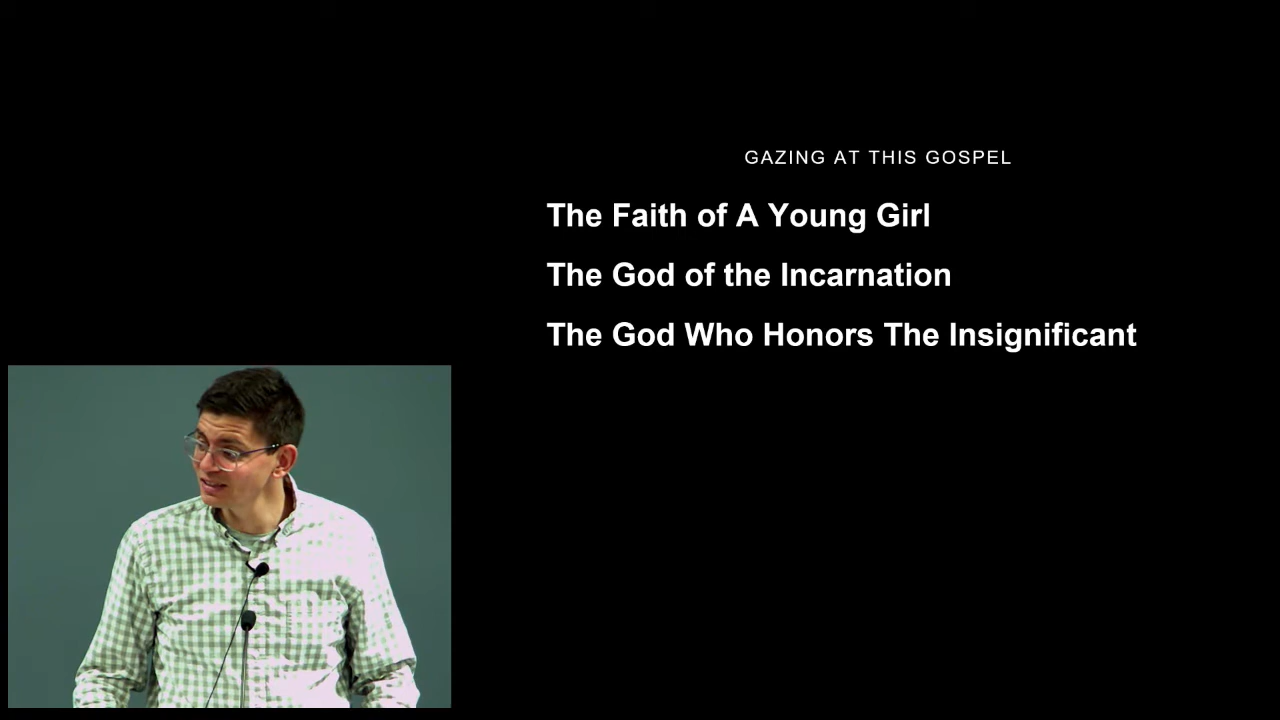 GAZING AT THIS GOSPEL
The Faith of A Young Girl
The God of the Incarnation
The God Who Honors The Insignificant